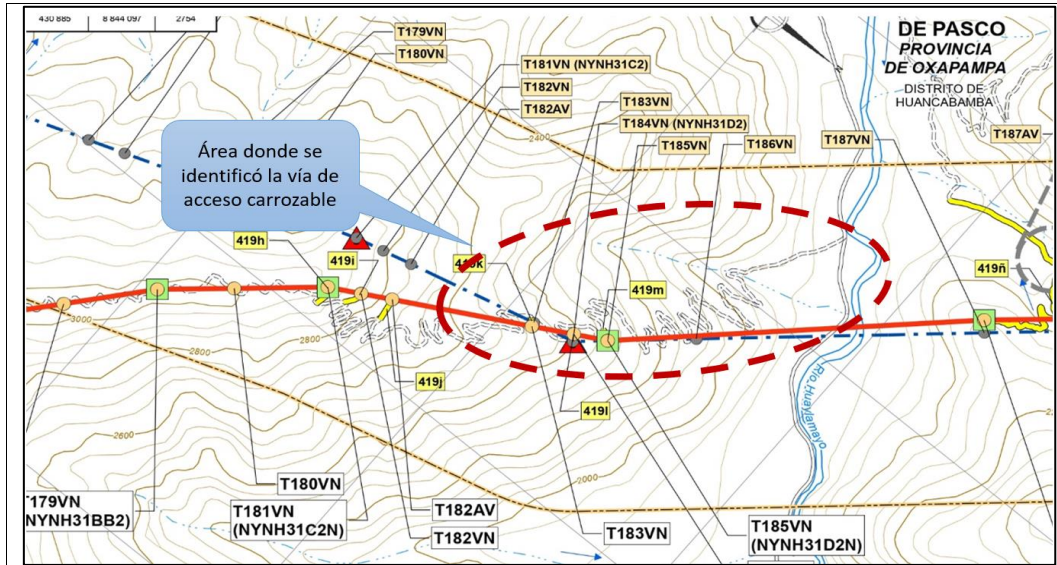 430 885 8 844 097 2754
DE PASCO
PROVINCIA
DE OXAPAMPA
DISTRITO DE
HUANCABAMBA
T179VN
T180VN
T181VN (NYNH31C2)
T182VN
T182AV
T183VN
T184VN (NYNH31D2)
T185VN
T186VN
T187VN
T187AV
2400
N
Área donde se
identificó la vía de
acceso carrozable
419h
419i
419k
419m
419ñ
419j
419l
3000
2800
2800
2600
2000
Río Huaylamayo
T179VN
(NYNH31BB2)
T180VN
T181VN
(NYNH31C2N)
T182AV
T182VN
T183VN
T185VN
(NYNH31D2N)